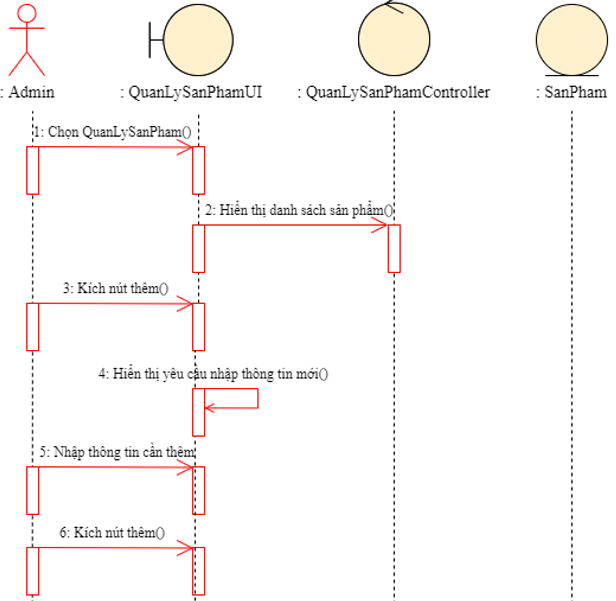 : Admin
: QuanLySanPhamUI
: QuanLySanPhamController
: SanPham
1: Chọn QuanLySanPham()
2: Hiển thị danh sách sản phẩm()
3: Kích nút thêm()
4: Hiển thị yêu cầu nhập thông tin mới()
5: Nhập thông tin cần thêm
6: Kích nút thêm()